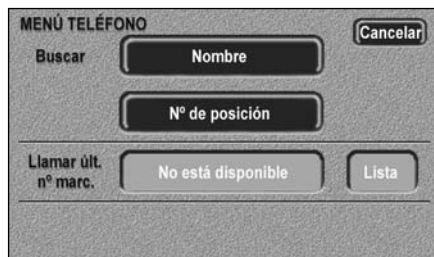 MENÚ TELÉFONO
Cancelar
Buscar
Nombre
Nº de posición
Llamar últ.
nº marc.
No está disponible
Lista